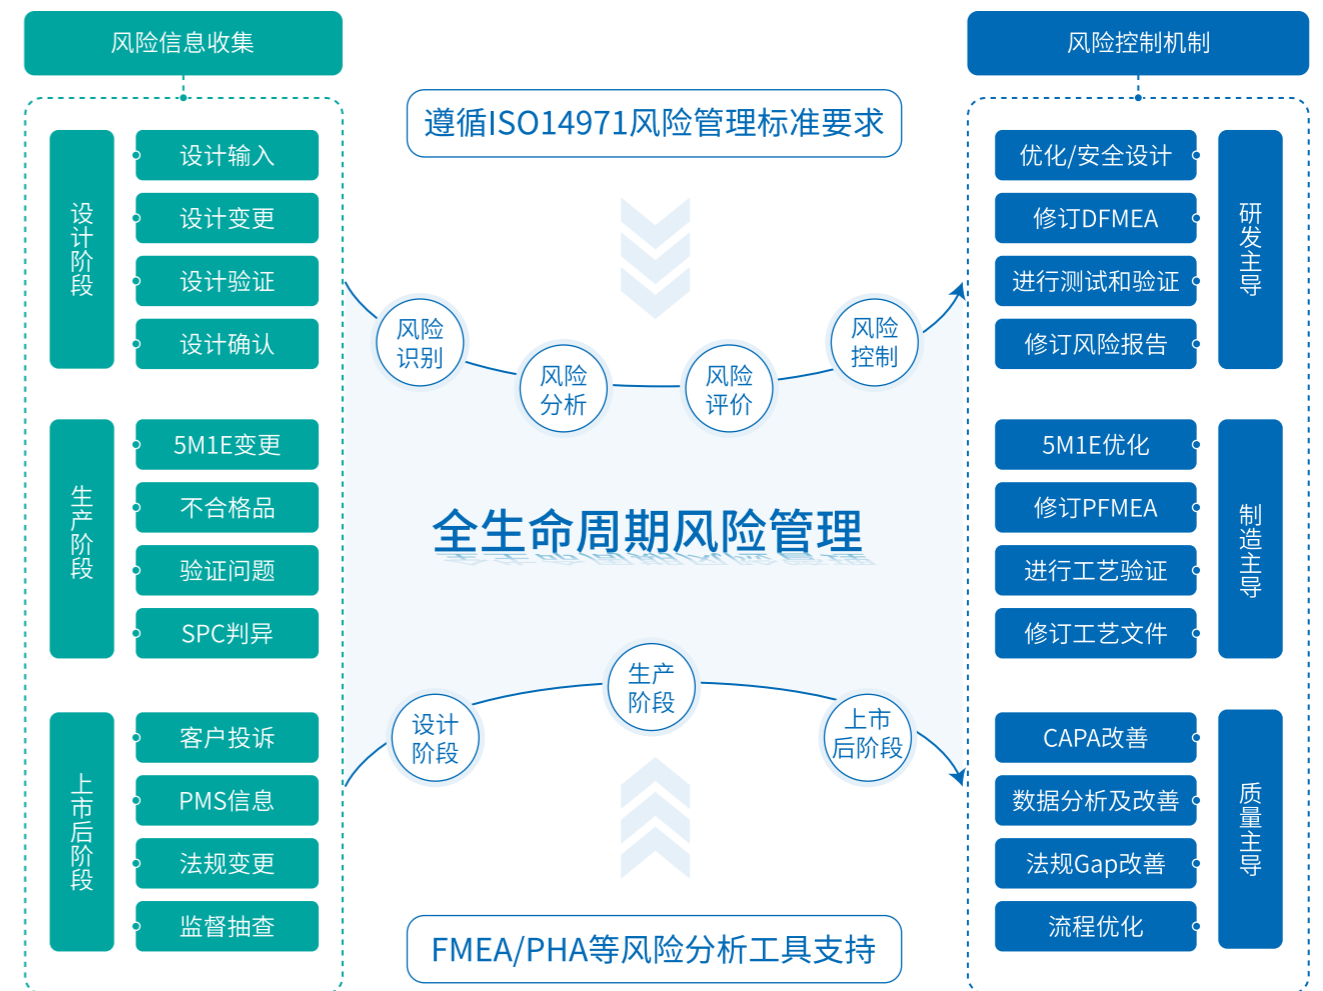 风险信息收集
设计阶段
设计输入
设计变更
设计验证
设计确认
生产阶段
5M1E变更
不合格品
验证问题
SPC判异
上市后阶段
客户投诉
PMS信息
法规变更
监督抽查
遵循ISO14971风险管理标准要求
风险
识别
风险
分析
风险
评价
风险
控制
全生命周期风险管理
设计
阶段
生产
阶段
上市
后阶段
FMEA/PHA等风险分析工具支持
风险控制机制
优化/安全设计
修订DFMEA
进行测试和验证
修订风险报告
研发主导
5M1E优化
修订PFMEA
进行工艺验证
修订工艺文件
制造主导
CAPA改善
数据分析及改善
法规Gap改善
流程优化
质量主导